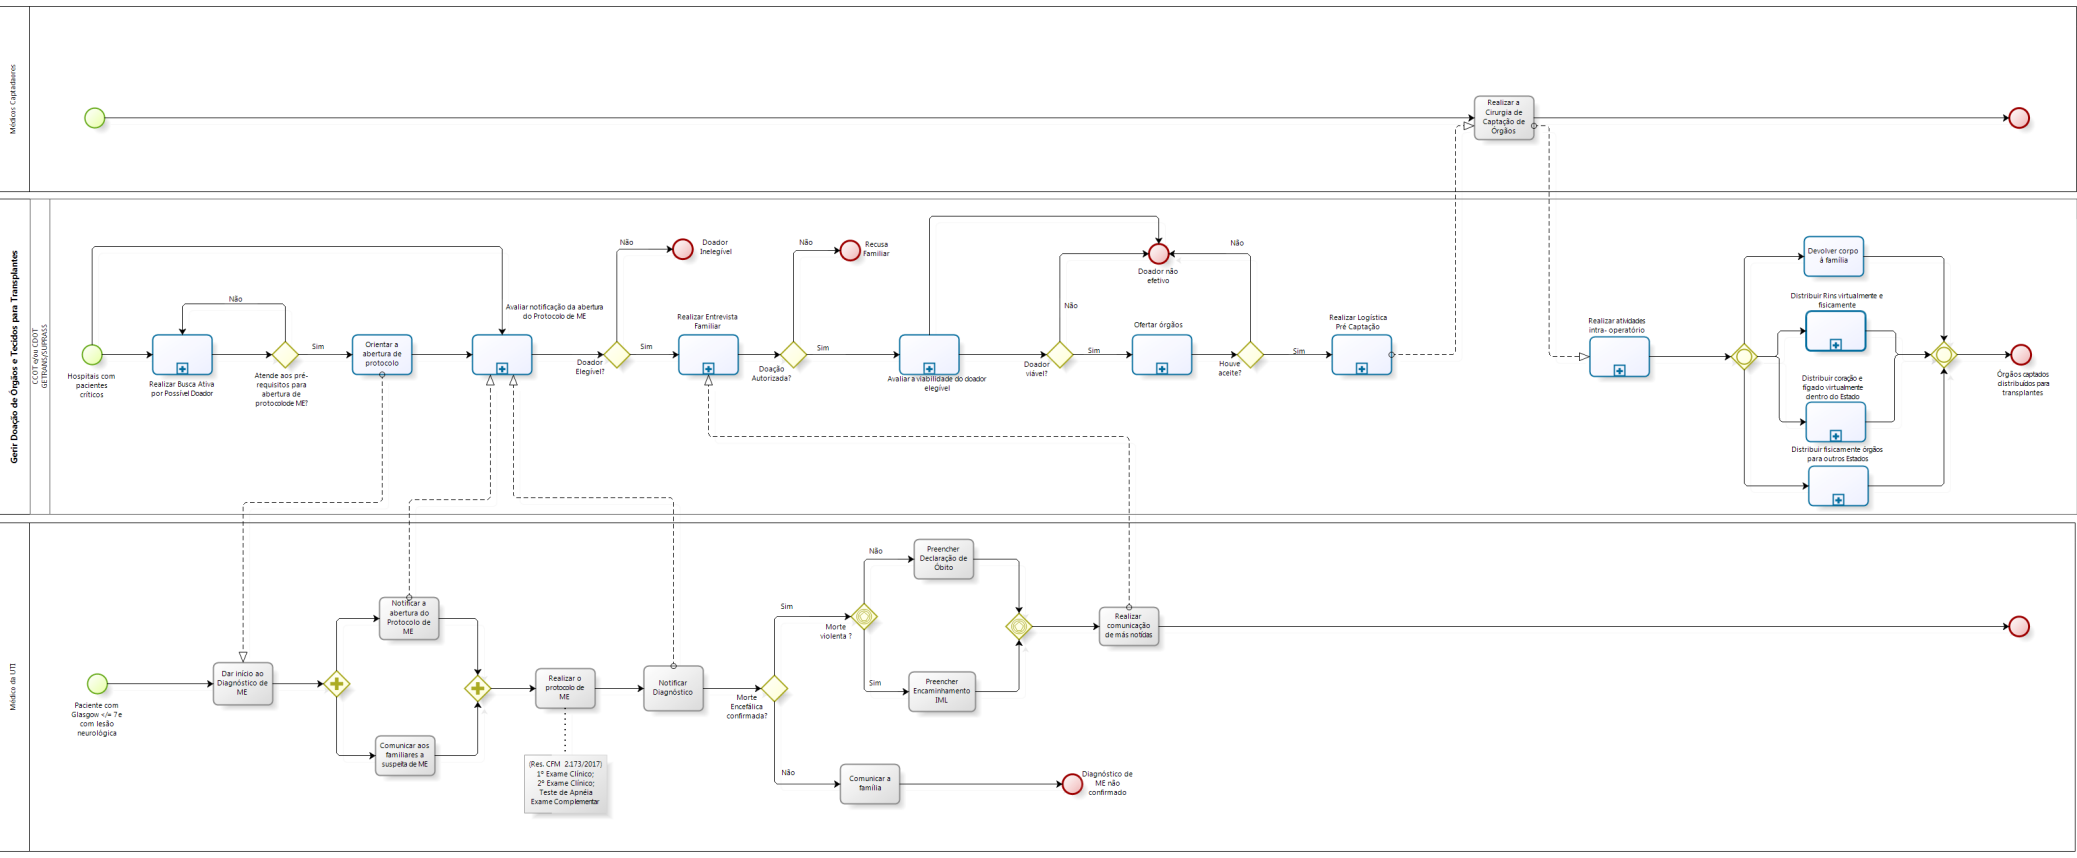 Médicos Captadores
Realizar a
Cirurgia de
Captação de
Órgãos
Gerir Doação de Órgãos e Tecidos para Transplantes
CCOT e/ou CDOT
GETRANS/SUPRASS
Hospitais com
pacientes
críticos
Realizar Busca Ativa
por Possível Doador
Não
Atende aos pré-
requisitos para
abertura de
protocolode ME?
Sim
Orientar a
abertura de
protocolo
Avaliar notificação da abertura
do Protocolo de ME
Doador
Elegível?
Não
Doador
Inelegível
Sim
Realizar Entrevista
Familiar
Doação
Autorizada?
Não
Recusa
Familiar
Sim
Avaliar a viabilidade do doador
elegível
Doador
viável?
Não
Doador não
efetivo
Sim
Ofertar órgãos
Houve
aceite?
Não
Sim
Realizar Logística
Pré Captação
Realizar atividades
intra- operatório
Devolver corpo
à família
Distribuir Rins virtualmente e
fisicamente
Distribuir coração e
fígado virtualmente
dentro do Estado
Distribuir fisicamente órgãos
para outros Estados
Órgãos captados
distribuídos para
transplantes
Médico da UTI
Paciente com
Glasgow </= 7 e
com lesão
neurológica
Dar início ao
Diagnóstico de
ME
Notificar a
abertura do
Protocolo de
ME
Comunicar aos
familiares a
suspeita de ME
Realizar o
protocolo de
ME
(Res. CFM 2.173/2017)
1º Exame Clínico;
2º Exame Clínico;
Teste de Apnéia
Exame Complementar
Notificar
Diagnóstico
Morte
Encefálica
confirmada?
Sim
Morte
violenta ?
Não
Preencher
Declaração de
Óbito
Sim
Preencher
Encaminhamento
IML
Realizar
comunicação
de más notícias
Não
Comunicar a
família
Diagnóstico de
ME não
confirmado